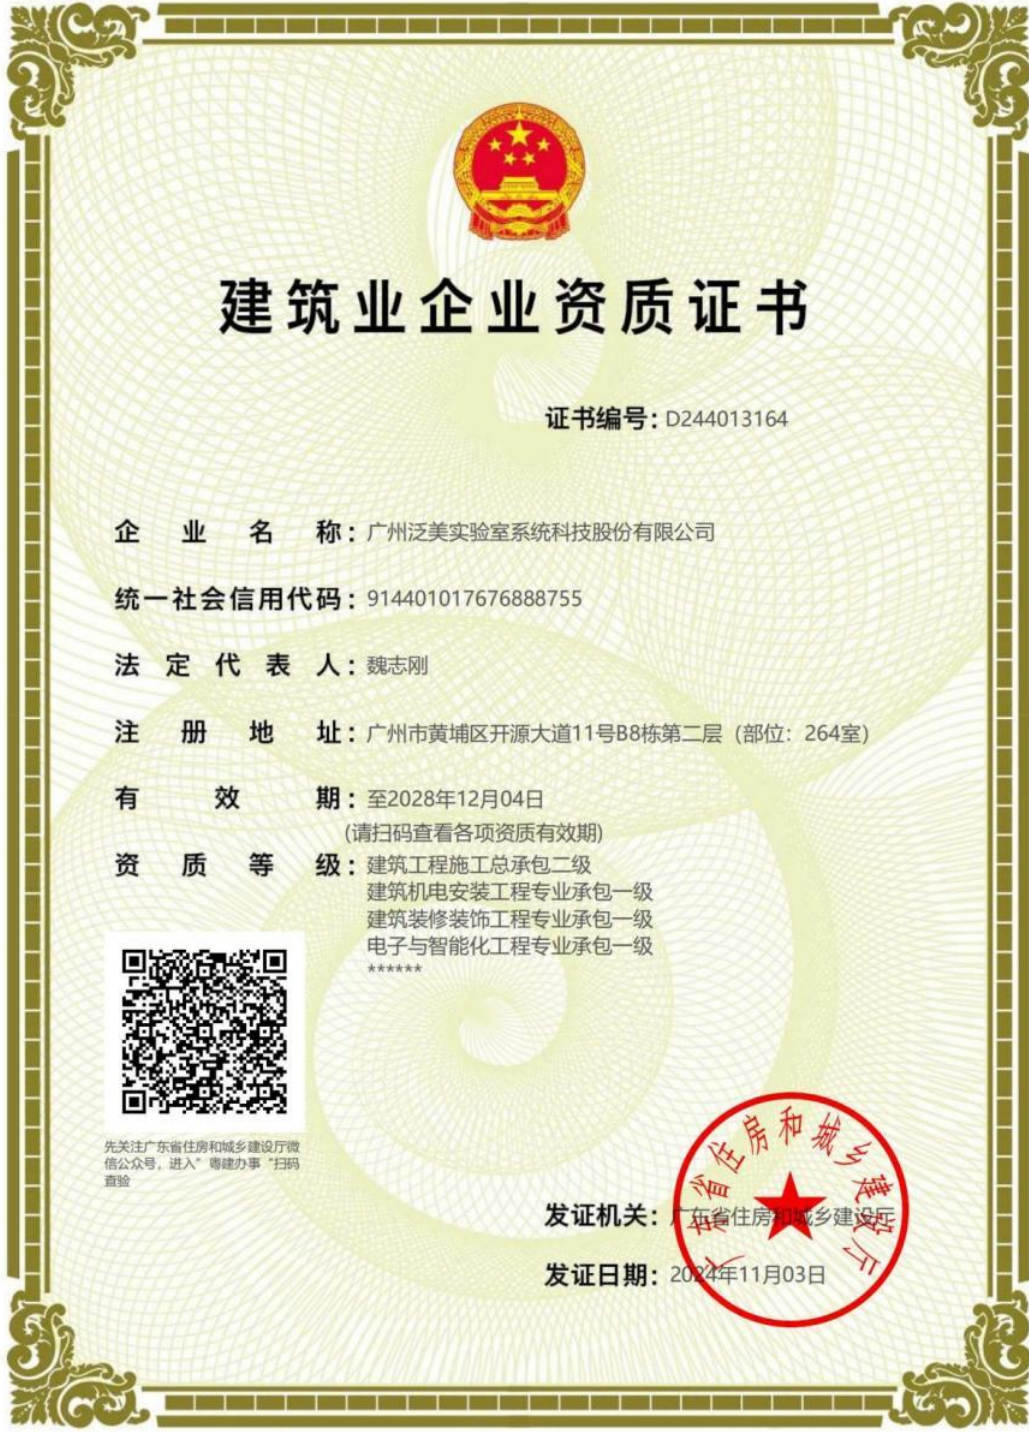 建筑业企业资质证书
证书编号：D244013164
企业名称：广州泛美实验室系统科技股份有限公司
统一社会信用代码：914401017676888755
法定代表人：魏志刚
注册地址：广州市黄埔区开源大道11号B8栋第二层（部位：264室）
有效期：至2028年12月04日
(请扫码查看各项资质有效期)
资质等级：建筑工程施工总承包二级
建筑机电安装工程专业承包一级
建筑装修装饰工程专业承包一级
电子与智能化工程专业承包一级
******
先关注广东省住房和城乡建设厅微
信公众号，进入”粤建办事“扫码
查验
广东省住房和城乡建设厅
发证机关：广东省住房和城乡建设厅
发证日期：2024年11月03日